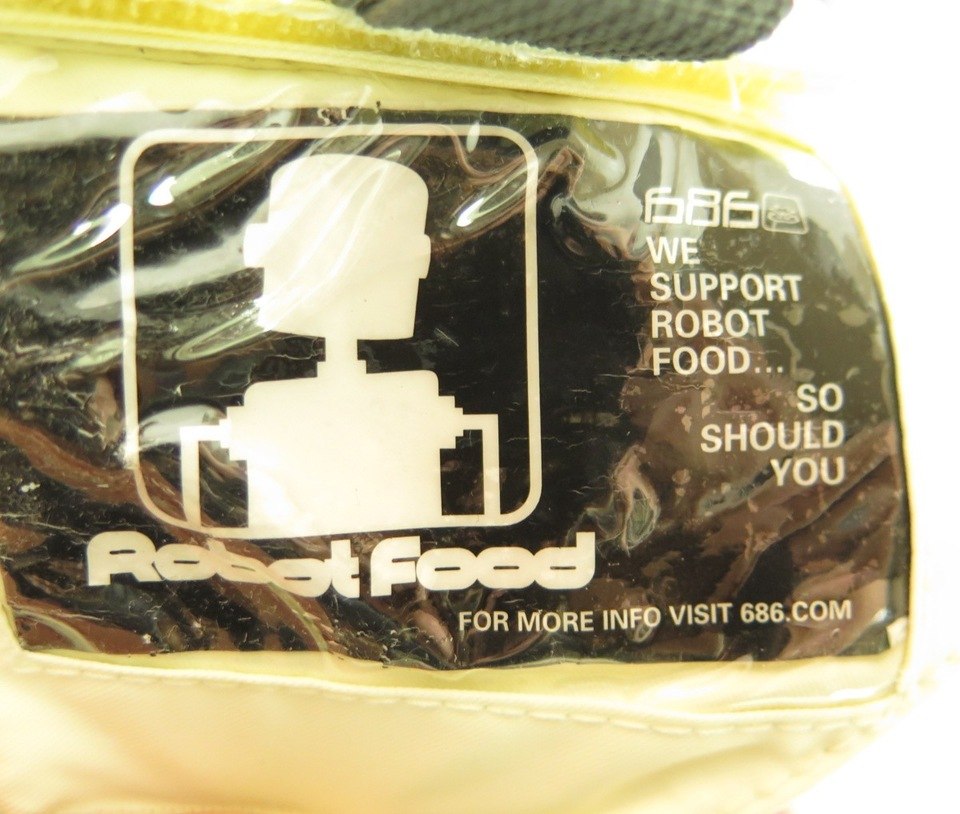 686
WE
SUPPORT
ROBOT
FOOD...
SO
SHOULD
YOU
Robot Food
FOR MORE INFO VISIT 686.COM